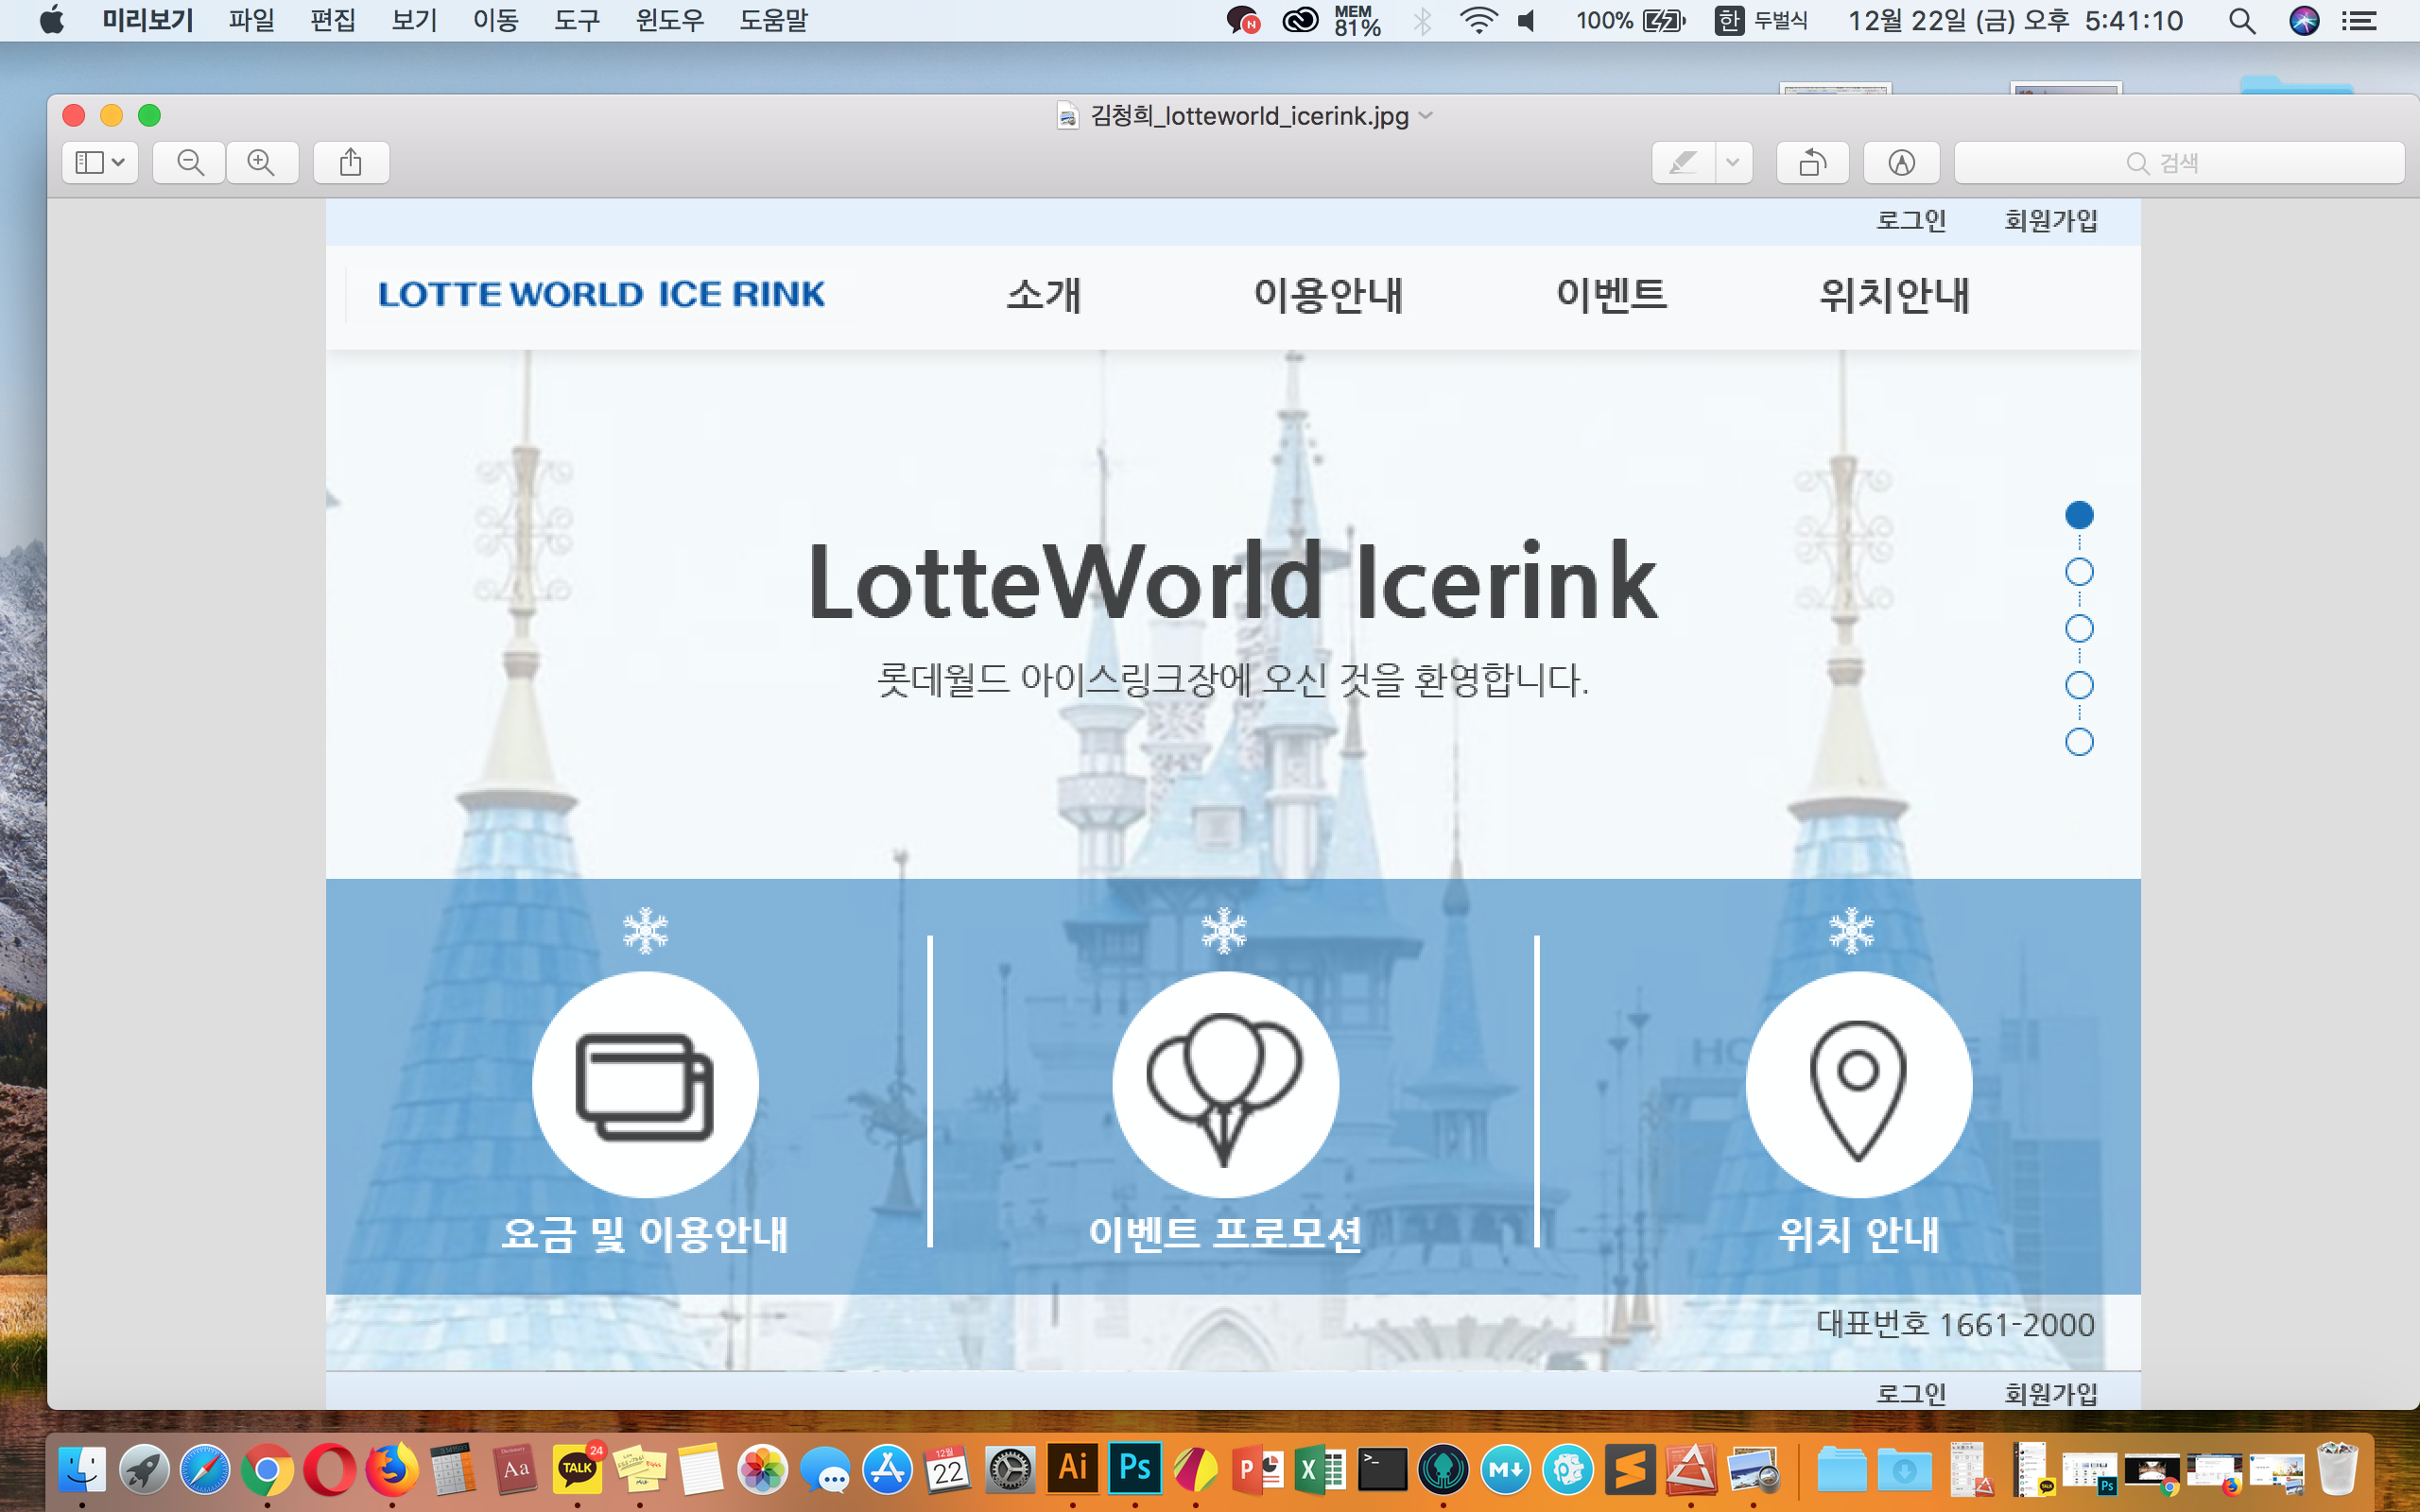 미리보기 파일 편집 보기 이동 도구 윈도우 도움말 N MEM 81% 100% 한 두벌식 12월 22일 (금) 오후 5:41:10
김청희_lotteworld_icerink.jpg
검색
로그인 회원가입
LOTTE WORLD ICE RINK 소개 이용안내 이벤트 위치안내
LotteWorld Icerink
롯데월드 아이스링크장에 오신 것을 환영합니다.
요금 및 이용안내 이벤트 프로모션 위치 안내
대표번호 1661-2000
로그인 회원가입
Aa TALK 24 12월 22 Ai Ps P X >_ M S Ps TALK